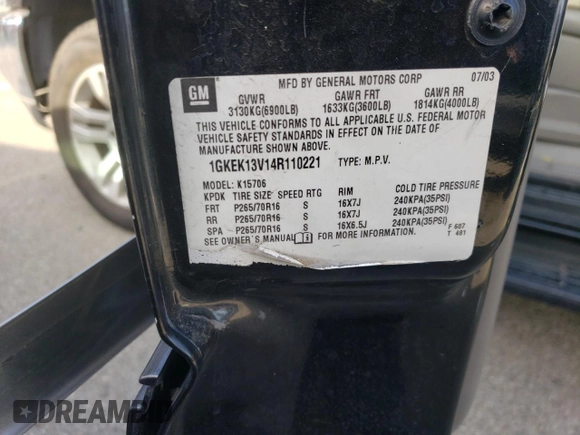 GM
MFD BY GENERAL MOTORS CORP 07/03
GVWR GAWR FRT GAWR RR
3130KG(6900LB) 1633KG(3600LB) 1814KG(4000LB)
THIS VEHICLE CONFORMS TO ALL APPLICABLE U.S. FEDERAL MOTOR
VEHICLE SAFETY STANDARDS IN EFFECT ON THE DATE OF
MANUFACTURE SHOWN ABOVE.
1GKEK13V14R110221 TYPE: M.P.V.
MODEL: K15706
KPDK TIRE SIZE SPEED RTG RIM COLD TIRE PRESSURE
FRT P265/70R16 S 16X7J 240KPA(35PSI)
RR P265/70R16 S 16X7J 240KPA(35PSI)
SPA P265/70R16 S 16X6.5J 240KPA(35PSI)
SEE OWNER'S MANUAL FOR MORE INFORMATION. F 607
T 481
DREAMBID